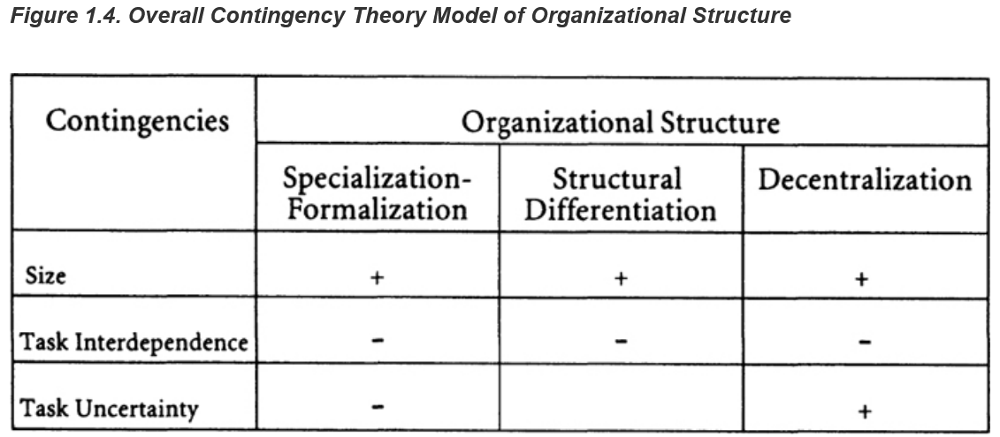 Figure 1.4. Overall Contingency Theory Model of Organizational Structure
Contingencies
Organizational Structure
Specialization-
Formalization
Structural
Differentiation
Decentralization
Size + + +
Task Interdependence - - -
Task Uncertainty - +